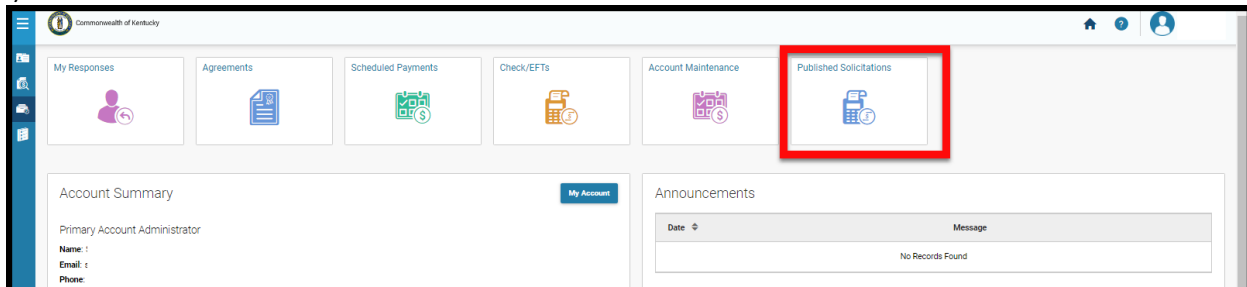 Commonwealth of Kentucky
?
My Responses
Agreements
Scheduled Payments
Check/EFTs
Account Maintenance
Published Solicitations
$
$
Account Summary
My Account
Primary Account Administrator
Name:
Email:
Phone:
Announcements
Date
Message
No Records Found